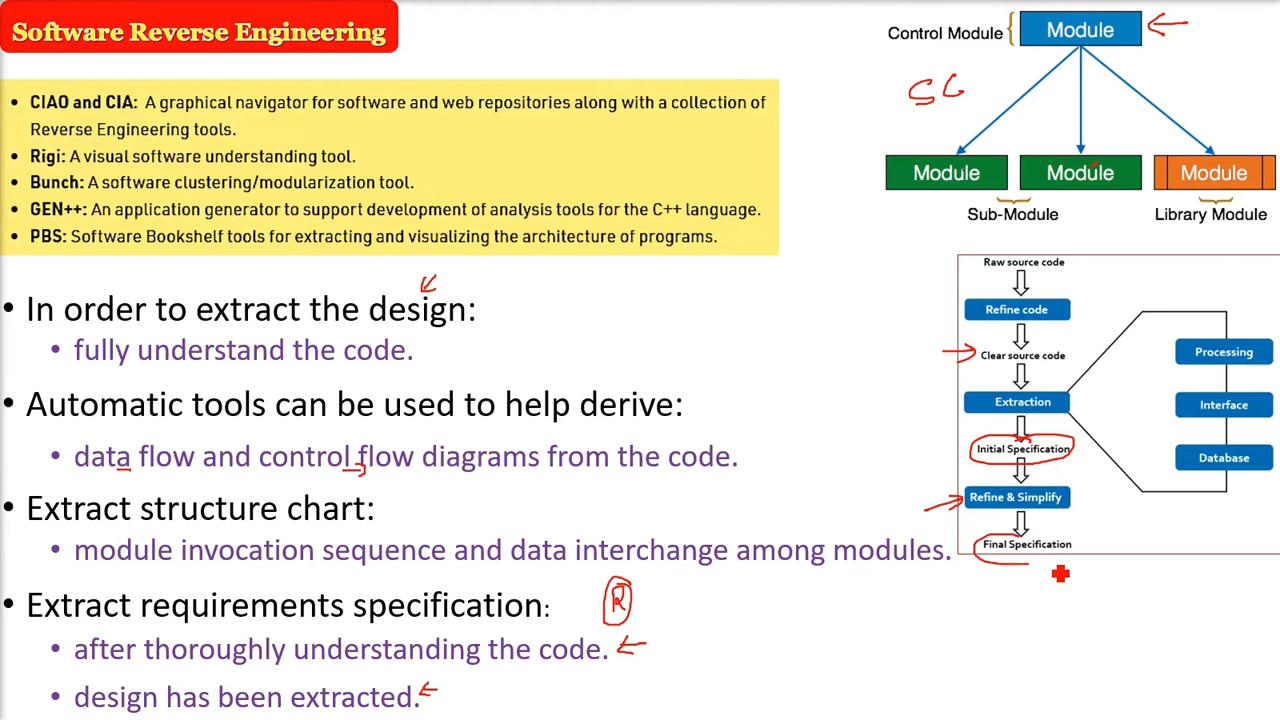 Software Reverse Engineering
• CIAO and CIA: A graphical navigator for software and web repositories along with a collection of
Reverse Engineering tools.
• Rigi: A visual software understanding tool.
• Bunch: A software clustering/modularization tool.
• GEN++: An application generator to support development of analysis tools for the C++ language.
• PBS: Software Bookshelf tools for extracting and visualizing the architecture of programs.
• In order to extract the design:
• fully understand the code.
• Automatic tools can be used to help derive:
• data flow and control flow diagrams from the code.
• Extract structure chart:
• module invocation sequence and data interchange among modules.
• Extract requirements specification:
R
• after thoroughly understanding the code.
• design has been extracted.
Control Module
Module
Module
Module
Module
Sub-Module
Library Module
Raw source code
Refine code
Clear source code
Extraction
Initial Specification
Refine & Simplify
Final Specification
Processing
Interface
Database